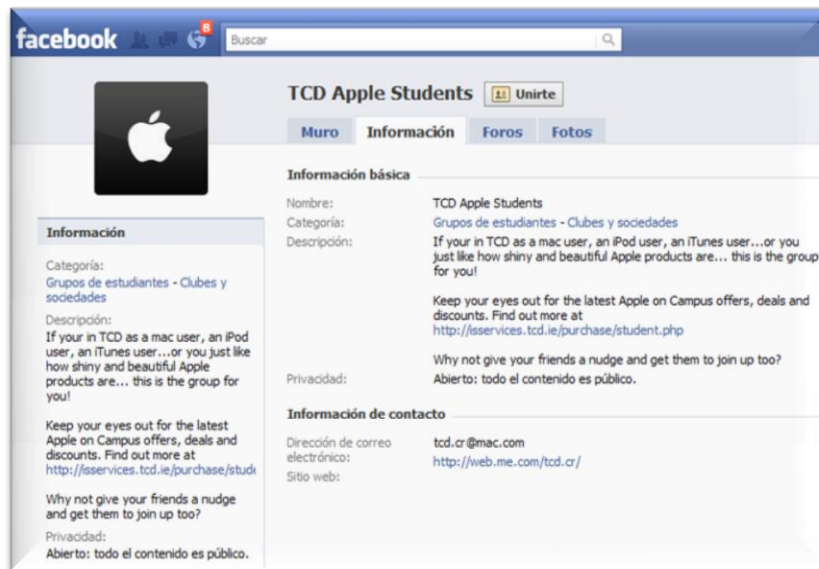 facebook
8
Buscar
TCD Apple Students
Unirte
Muro Información Foros Fotos
Información
Categoría:
Grupos de estudiantes - Clubes y
sociedades
Descripción:
If your in TCD as a mac user, an iPod
user, an iTunes user...or you just like
how shiny and beautiful Apple
products are... this is the group for
you!
Keep your eyes out for the latest
Apple on Campus offers, deals and
discounts. Find out more at
http://isservices.tcd.ie/purchase/stude
Why not give your friends a nudge
and get them to join up too?
Privacidad:
Abierto: todo el contenido es público.
Información básica
Nombre: TCD Apple Students
Categoría: Grupos de estudiantes - Clubes y sociedades
Descripción: If your in TCD as a mac user, an iPod user, an iTunes user...or you
just like how shiny and beautiful Apple products are... this is the group
for you!
Keep your eyes out for the latest Apple on Campus offers, deals and
discounts. Find out more at
http://isservices.tcd.ie/purchase/student.php
Why not give your friends a nudge and get them to join up too?
Privacidad: Abierto: todo el contenido es público.
Información de contacto
Dirección de correo tcd.cr@mac.com
electrónico: http://web.me.com/tcd.cr/
Sitio web: